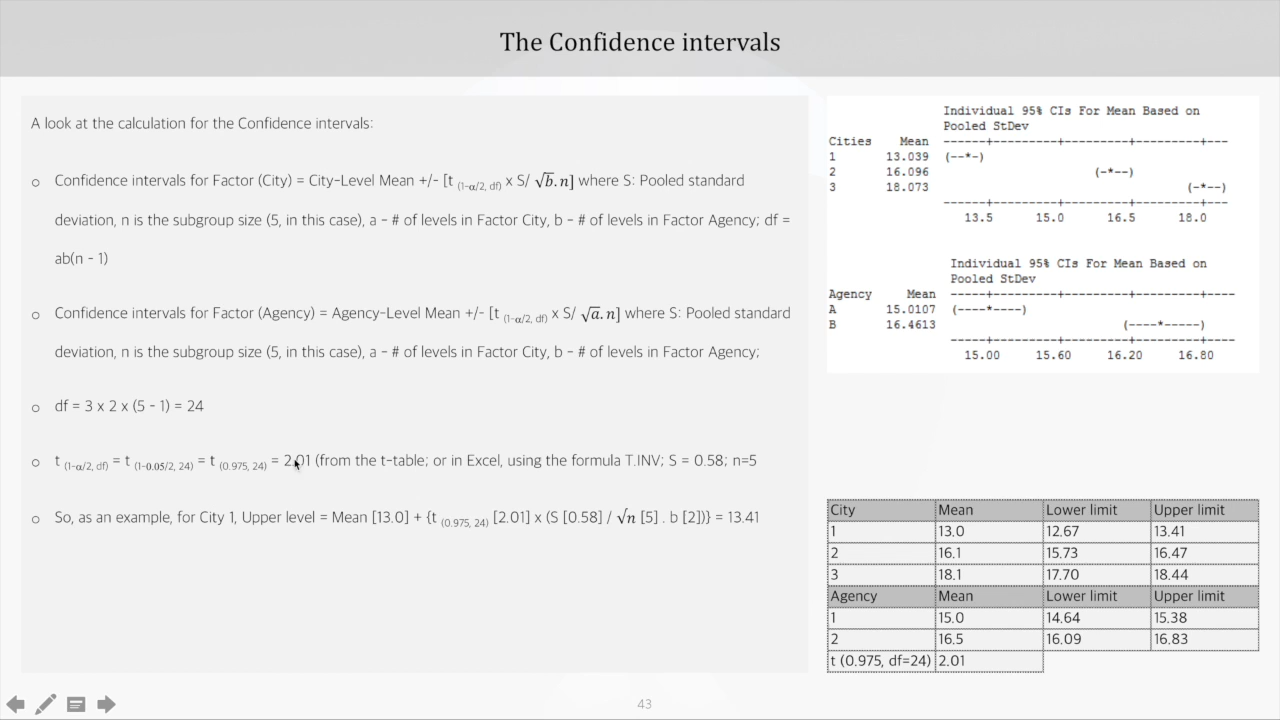 The Confidence intervals
A look at the calculation for the Confidence intervals:
o Confidence intervals for Factor (City) = City-Level Mean +/- [t (1-α/2, df) x S/ √b.n] where S: Pooled standard
deviation, n is the subgroup size (5, in this case), a – # of levels in Factor City, b – # of levels in Factor Agency; df =
ab(n - 1)
o Confidence intervals for Factor (Agency) = Agency-Level Mean +/- [t (1-α/2, df) x S/ √a.n] where S: Pooled standard
deviation, n is the subgroup size (5, in this case), a – # of levels in Factor City, b – # of levels in Factor Agency;
o df = 3 x 2 x (5 - 1) = 24
o t (1-α/2, df) = t (1-0.05/2, 24) = t (0.975, 24) = 2.01 (from the t-table; or in Excel, using the formula T.INV; S = 0.58; n=5
o So, as an example, for City 1, Upper level = Mean [13.0] + {t (0.975, 24) [2.01] x (S [0.58] / √n [5] . b [2])} = 13.41
Individual 95% CIs For Mean Based on
Pooled StDev
Cities Mean ------+---------+---------+---------+---
1 13.039 (--*-)
2 16.096 (-*--)
3 18.073 (-*--)
------+---------+---------+---------+---
13.5 15.0 16.5 18.0
Individual 95% CIs For Mean Based on
Pooled StDev
Agency Mean -----+---------+---------+---------+----
A 15.0107 (----*----)
B 16.4613 (----*-----)
-----+---------+---------+---------+----
15.00 15.60 16.20 16.80
City Mean Lower limit Upper limit
1 13.0 12.67 13.41
2 16.1 15.73 16.47
3 18.1 17.70 18.44
Agency Mean Lower limit Upper limit
1 15.0 14.64 15.38
2 16.5 16.09 16.83
t (0.975, df=24) 2.01
43